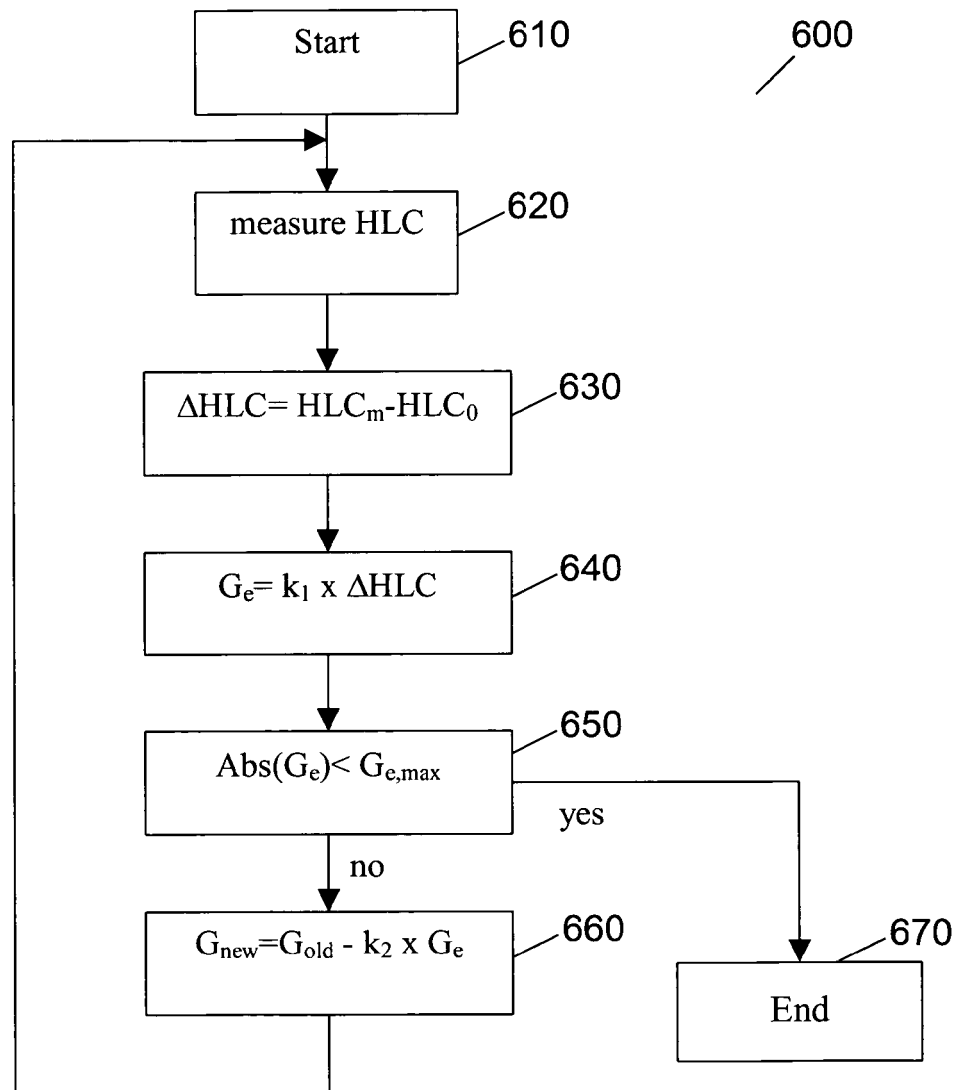 Start
610
600
measure HLC
620
ΔHLC= HLCₘ-HLC₀
630
Gₑ= k₁ x ΔHLC
640
Abs(Gₑ)< Gₑ,ₘₐₓ
650
yes
no
Gₙₑw=Gₒₗd - k₂ x Gₑ
660
670
End